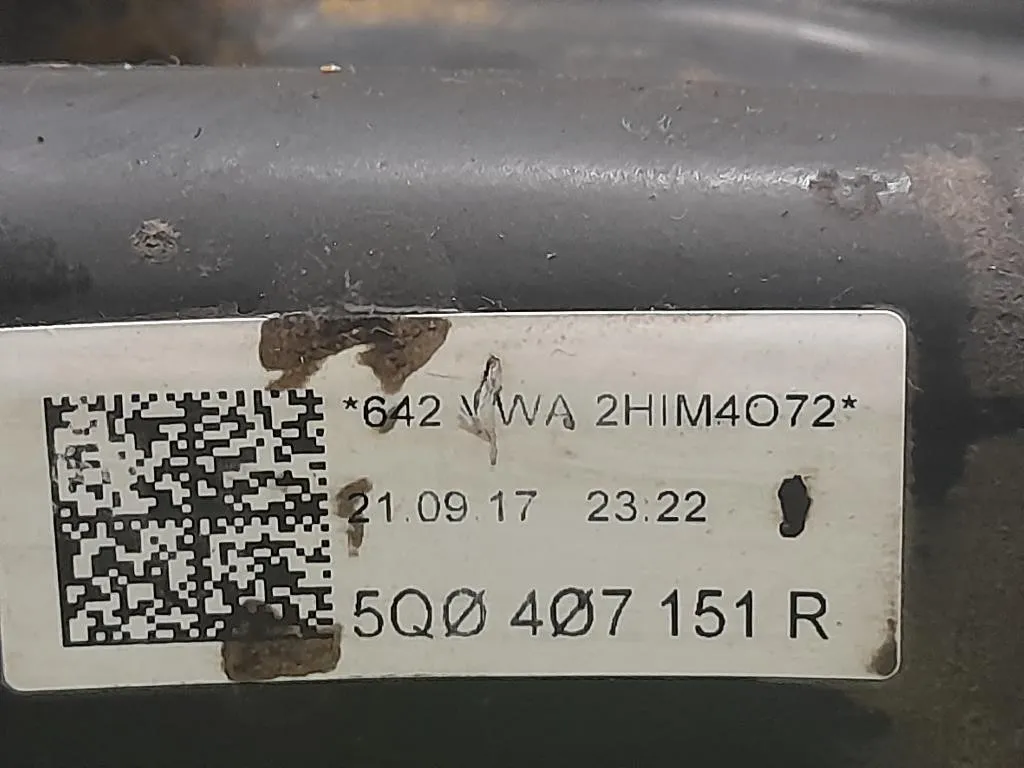 *642 VWA 2HIM4O72*
21.09.17 23:22
5QØ 4Ø7 151 R